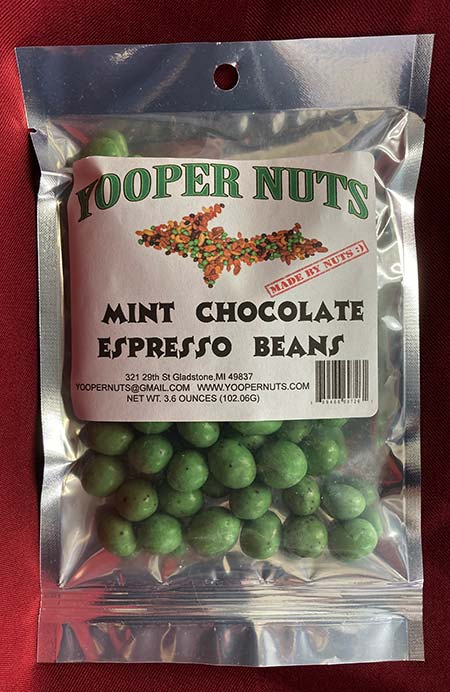 YOOPER NUTS
MADE BY NUTS :)
MINT CHOCOLATE
ESPRESSO BEANS
321 29th St Gladstone,MI 49837
YOOPERNUTS@GMAIL.COM WWW.YOOPERNUTS.COM
NET WT. 3.6 OUNCES (102.06G)